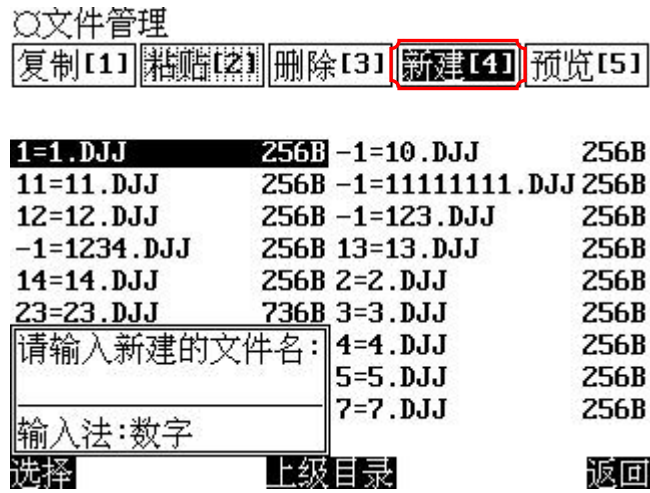 文件管理
复制[1] 粘贴[2] 删除[3] 新建[4] 预览[5]
1=1.DJJ 256B -1=10.DJJ 256B
11=11.DJJ 256B -1=11111111.DJJ 256B
12=12.DJJ 256B -1=123.DJJ 256B
-1=1234.DJJ 256B 13=13.DJJ 256B
14=14.DJJ 256B 2=2.DJJ 256B
23=23.DJJ 736B 3=3.DJJ 256B
请输入新建的文件名: 4=4.DJJ 256B
5=5.DJJ 256B
输入法:数字 7=7.DJJ 256B
选择 上级目录 返回